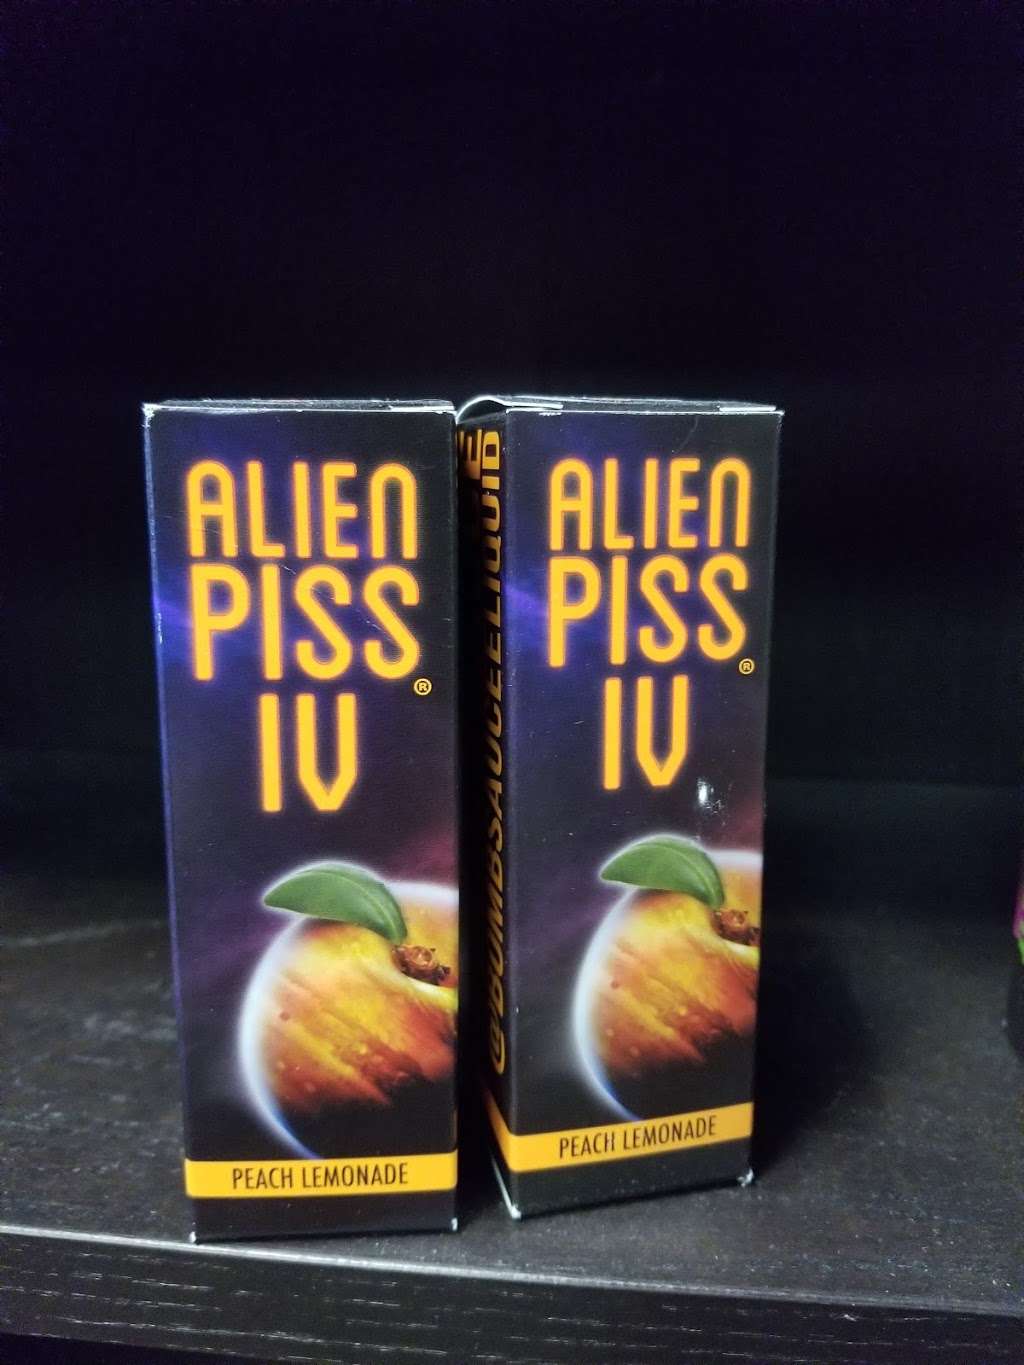 ALIEN
PISS®
IV
PEACH LEMONADE
@BOMBSAUCEELIQUID
ALIEN
PISS®
IV
PEACH LEMONADE